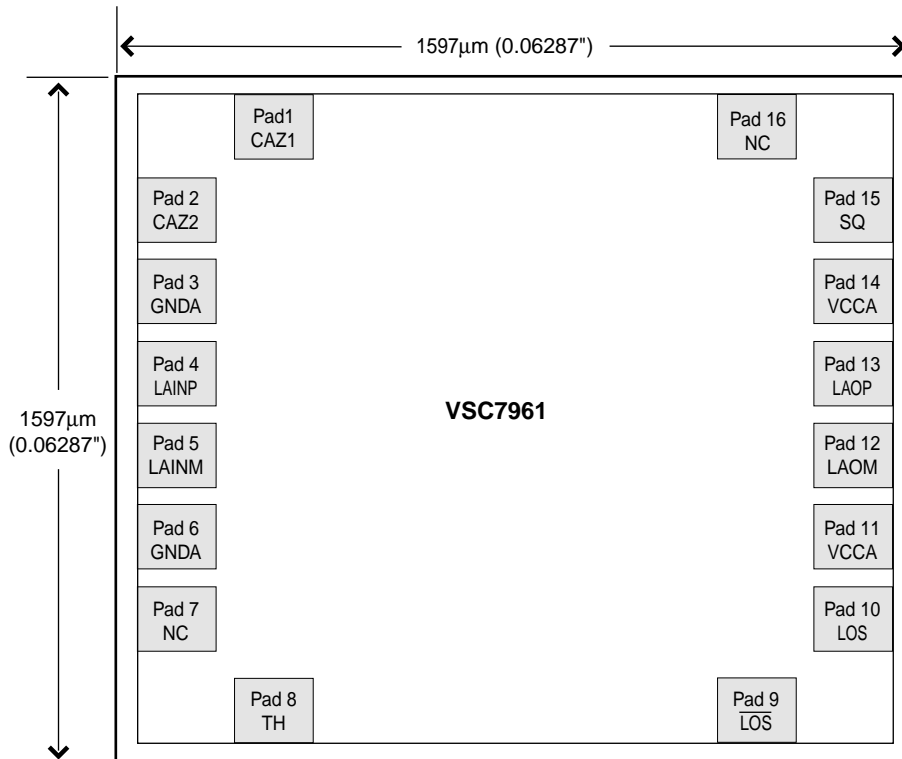 1597μm (0.06287")
Pad1
CAZ1
Pad 16
NC
Pad 2
CAZ2
Pad 15
SQ
Pad 3
GNDA
Pad 14
VCCA
Pad 4
LAINP
Pad 13
LAOP
1597μm
(0.06287")
VSC7961
Pad 5
LAINM
Pad 12
LAOM
Pad 6
GNDA
Pad 11
VCCA
Pad 7
NC
Pad 10
LOS
Pad 8
TH
Pad 9
L̅O̅S̅